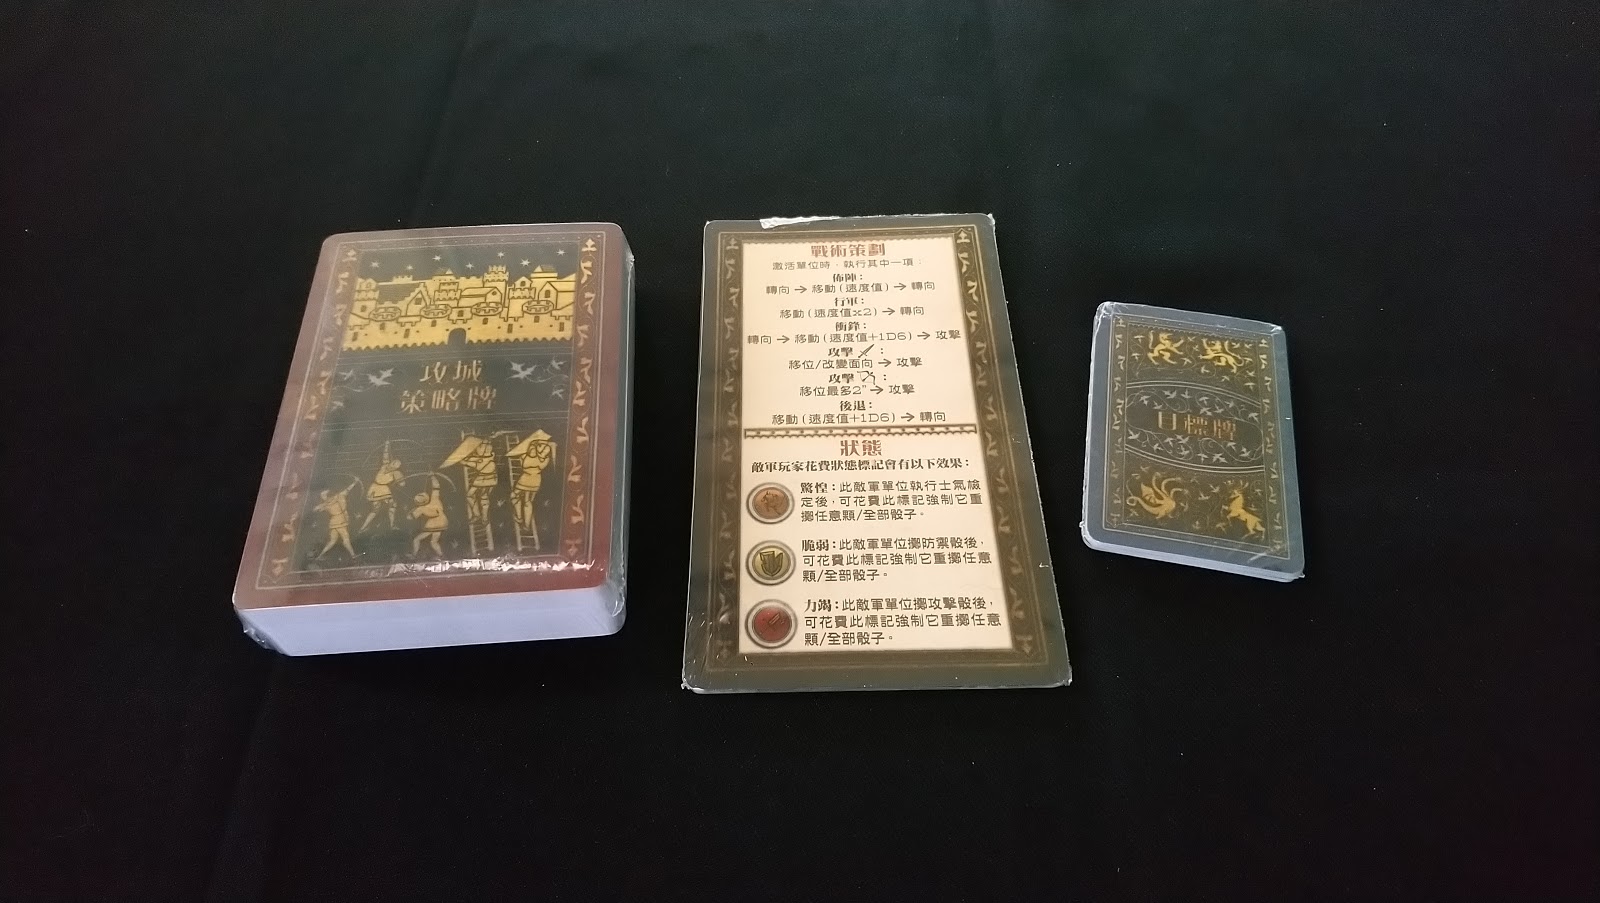 攻城
策略牌
戰術策劃
激活單位時，執行其中一項：
佈陣：
轉向 → 移動(速度值) → 轉向
行軍：
移動(速度值x2) → 轉向
衝鋒：
轉向 → 移動(速度值+1D6) → 攻擊
攻擊：
移位/改變面向 → 攻擊
攻擊：
移位最多2" → 攻擊
後退：
移動(速度值+1D6) → 轉向
狀態
敵軍玩家花費狀態標記會有以下效果：
驚惶：此敵軍單位執行士氣檢
定後，可花費此標記強制它重
擲任意顆/全部骰子。
脆弱：此敵軍單位擲防禦骰後，
可花費此標記強制它重擲任意
顆/全部骰子。
力竭：此敵軍單位擲攻擊骰後，
可花費此標記強制它重擲任意
顆/全部骰子。
目標牌